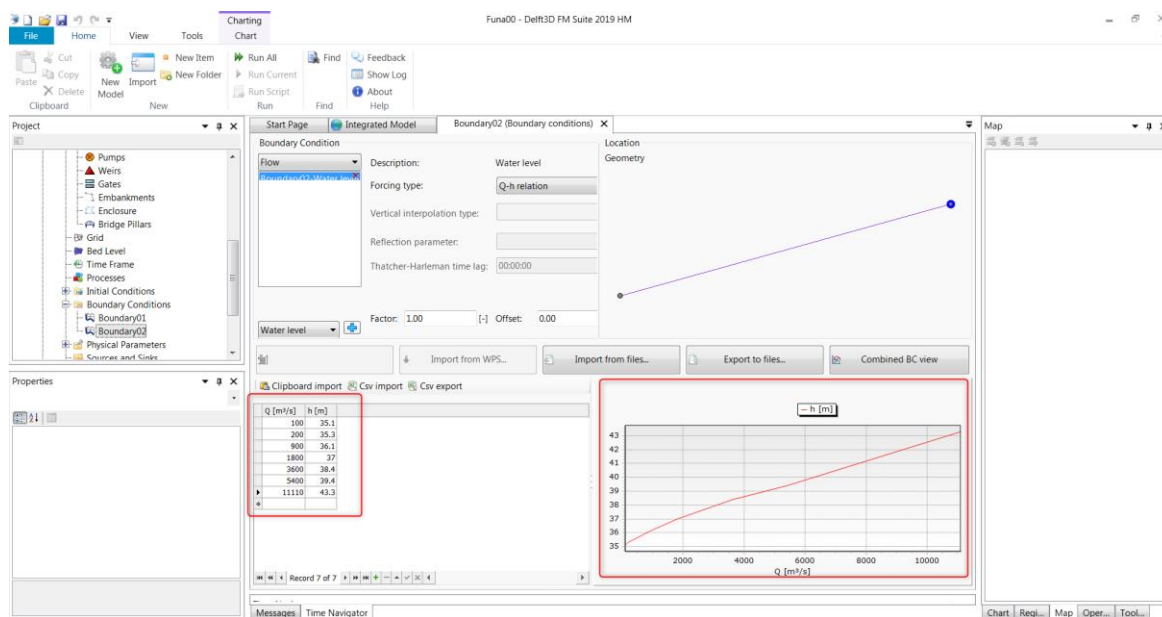 Charting
Funa00 - Delft3D FM Suite 2019 HM
File Home View Tools Chart
Cut
Copy
Delete
Paste
Clipboard
New Model
Import
New Item
New Folder
New
Run All
Run Current
Run Script
Run
Find
Find
Feedback
Show Log
About
Help
Project
Pumps
Weirs
Gates
Embankments
Enclosure
Bridge Pillars
Grid
Bed Level
Time Frame
Processes
Initial Conditions
Boundary Conditions
Boundary01
Boundary02
Physical Parameters
Sources and Sinks
Properties
Start Page Integrated Model Boundary02 (Boundary conditions)
Boundary Condition
Flow
Boundary02-Water level
Water level
Description: Water level
Forcing type: Q-h relation
Vertical interpolation type:
Reflection parameter:
Thatcher-Harleman time lag: 00:00:00
Factor: 1.00 [-] Offset: 0.00
Location
Geometry
Import from WPS... Import from files... Export to files... Combined BC view
Clipboard import Csv import Csv export
Q [m³/s] h [m]
100 35.1
200 35.3
900 36.1
1800 37
3600 38.4
5400 39.4
11110 43.3
Record 7 of 7
h [m]
43
42
41
40
39
38
37
36
35
2000 4000 6000 8000 10000
Q [m³/s]
Messages Time Navigator
Map
Chart Regi... Map Oper... Tool...